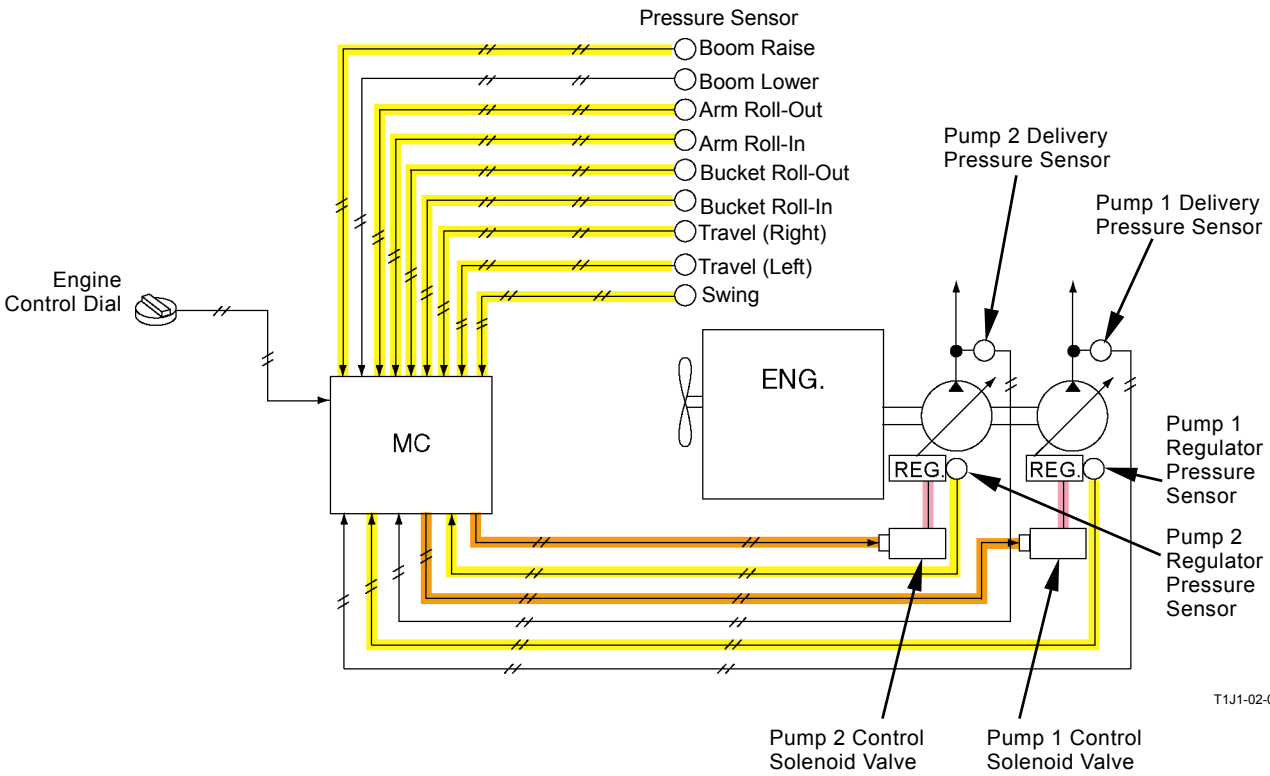 Pressure Sensor
Boom Raise
Boom Lower
Arm Roll-Out
Arm Roll-In
Bucket Roll-Out
Bucket Roll-In
Travel (Right)
Travel (Left)
Swing
Engine
Control Dial
MC
ENG.
Pump 2 Delivery
Pressure Sensor
Pump 1 Delivery
Pressure Sensor
REG.
REG.
Pump 1
Regulator
Pressure
Sensor
Pump 2
Regulator
Pressure
Sensor
Pump 2 Control
Solenoid Valve
Pump 1 Control
Solenoid Valve